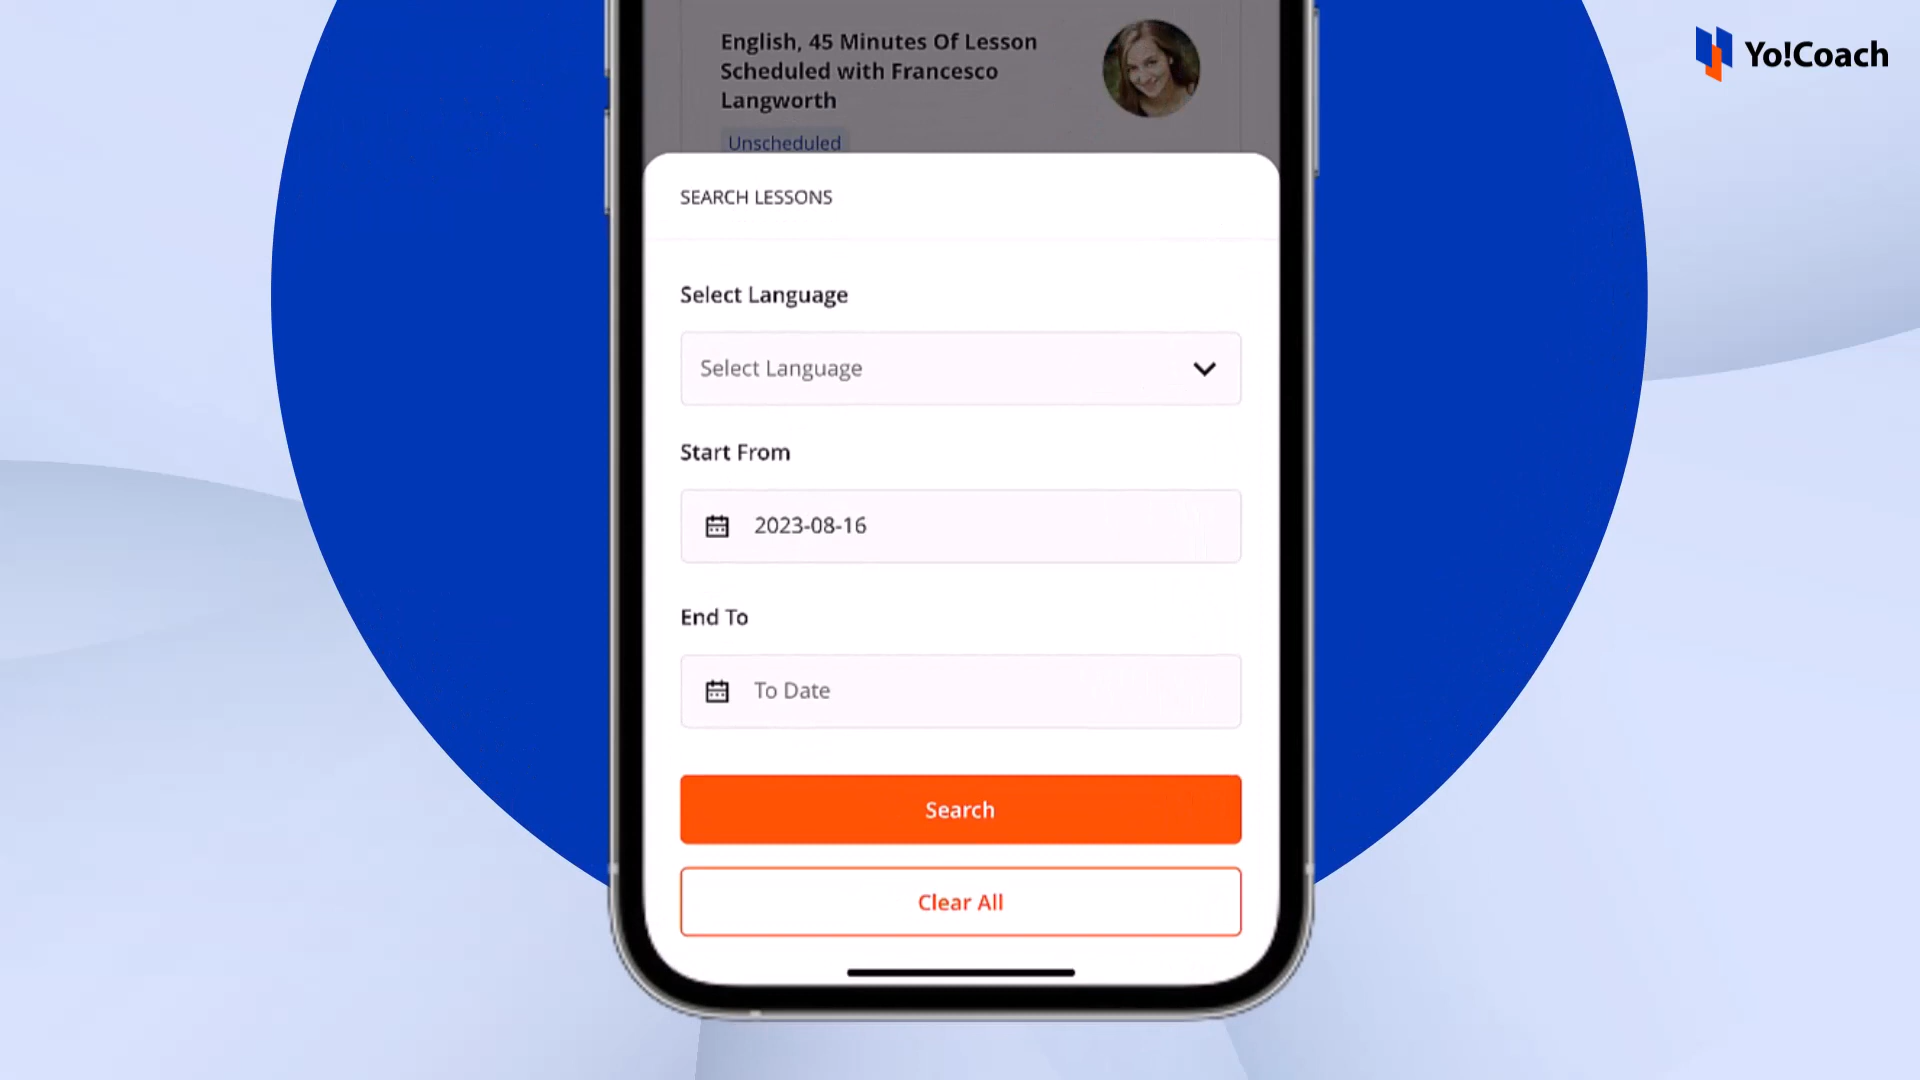 Yo!Coach
English, 45 Minutes Of Lesson
Scheduled with Francesco
Langworth
Unscheduled
SEARCH LESSONS
Select Language
Select Language
Start From
2023-08-16
End To
To Date
Search
Clear All